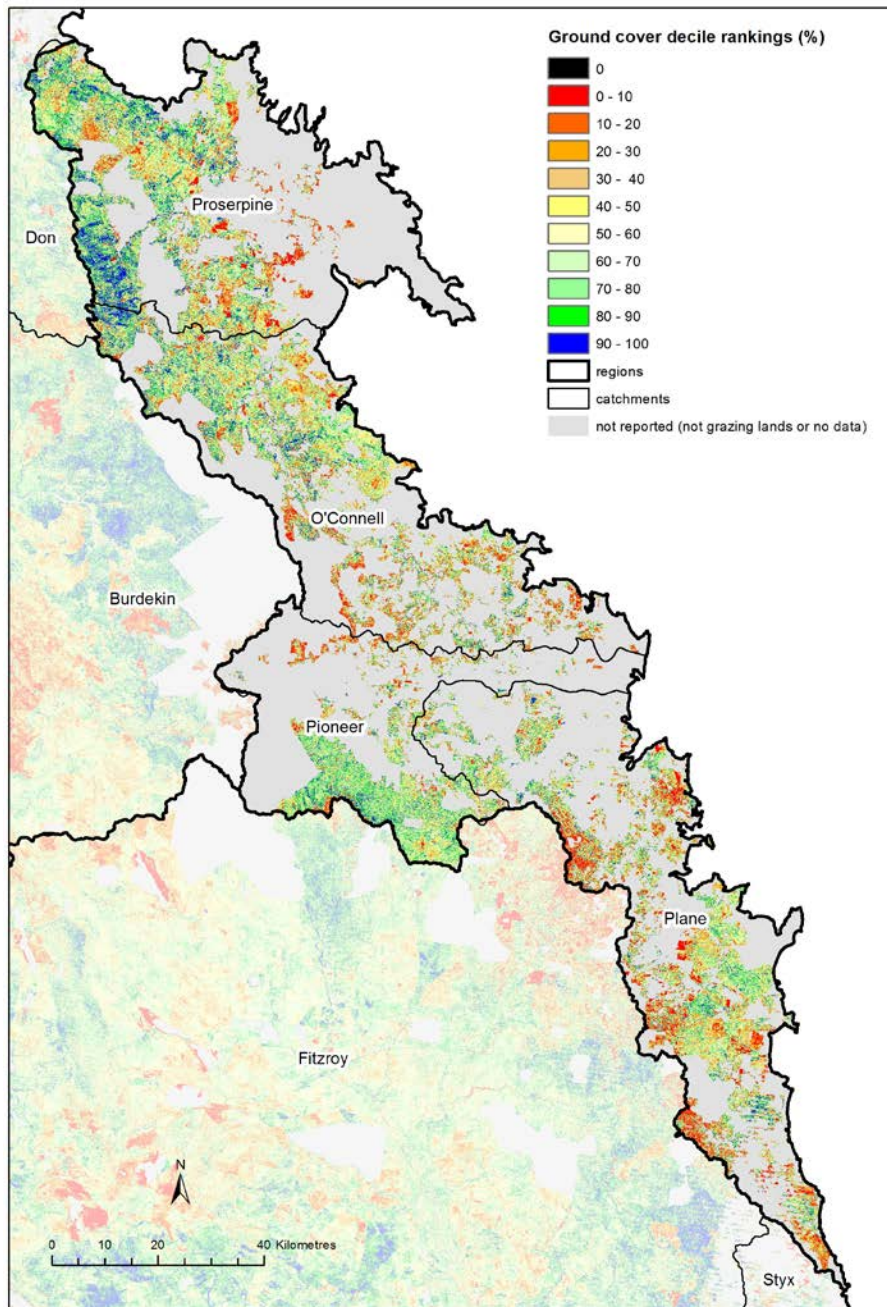 Ground cover decile rankings (%)
0
0 - 10
10 - 20
20 - 30
30 - 40
40 - 50
50 - 60
60 - 70
70 - 80
80 - 90
90 - 100
regions
catchments
not reported (not grazing lands or no data)
Proserpine
Don
O'Connell
Burdekin
Pioneer
Plane
Fitzroy
N
0 10 20 40 Kilometres
Styx